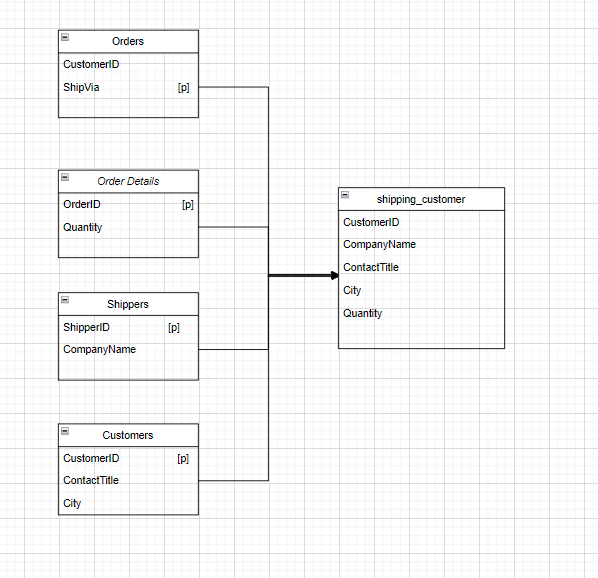 Orders
CustomerID
ShipVia [p]
Order Details
OrderID [p]
Quantity
Shippers
ShipperID [p]
CompanyName
Customers
CustomerID [p]
ContactTitle
City
shipping_customer
CustomerID
CompanyName
ContactTitle
City
Quantity